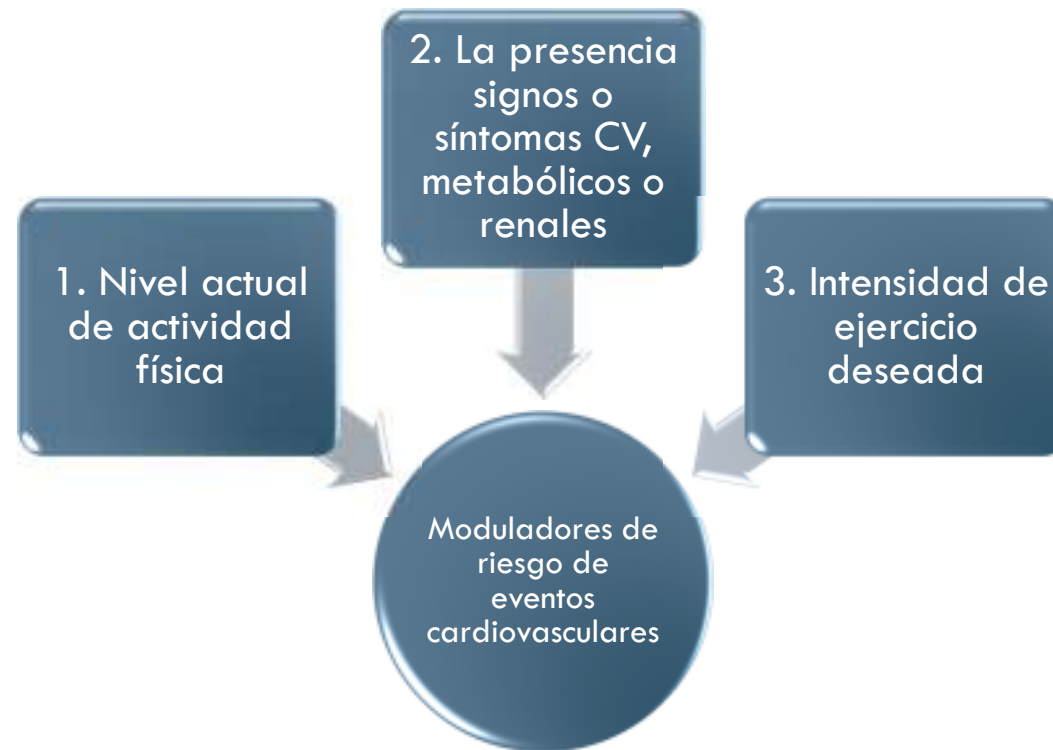 1. Nivel actual
de actividad
física
2. La presencia
signos o
síntomas CV,
metabólicos o
renales
3. Intensidad de
ejercicio
deseada
Moduladores de
riesgo de
eventos
cardiovasculares